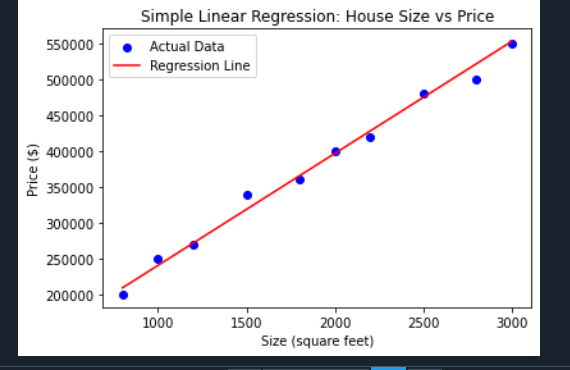 Simple Linear Regression: House Size vs Price
Actual Data
Regression Line
Price ($)
550000
500000
450000
400000
350000
300000
250000
200000
1000
1500
2000
2500
3000
Size (square feet)